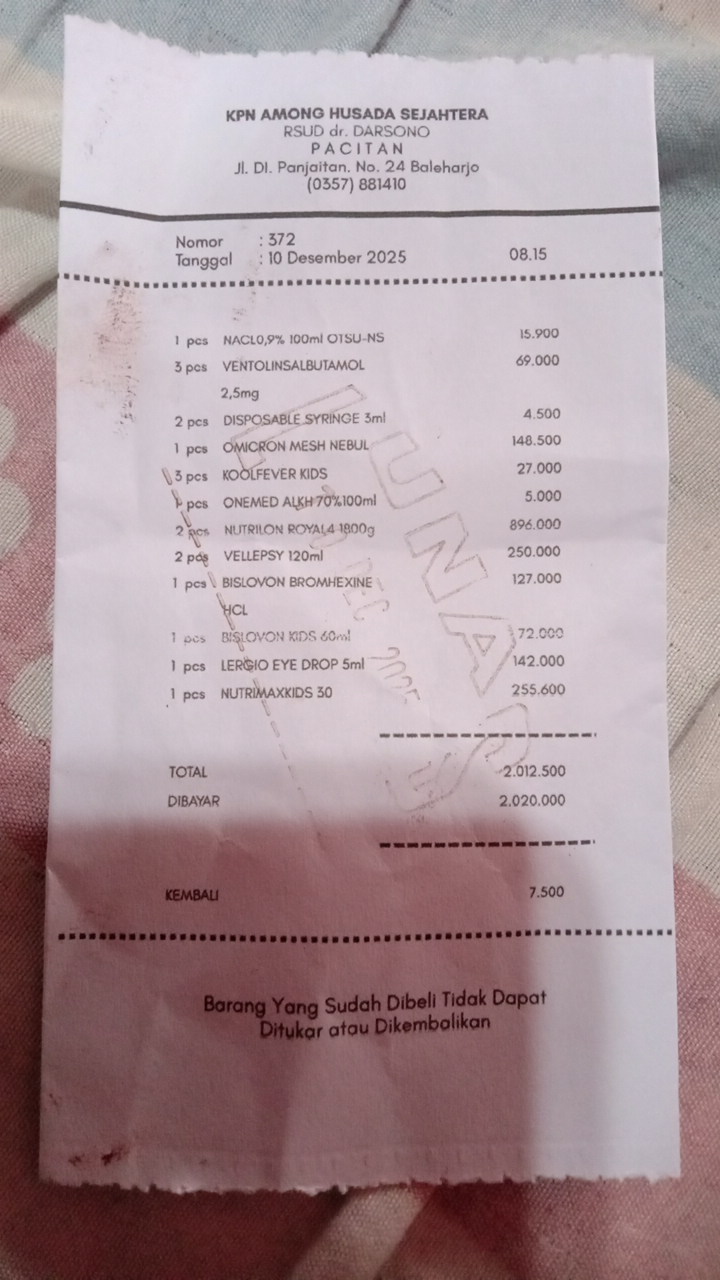 KPN AMONG HUSADA SEJAHTERA
RSUD dr. DARSONO
PACITAN
Jl. DI. Panjaitan. No. 24 Baleharjo
(0357) 881410
Nomor : 372
Tanggal : 10 Desember 2025 08.15
1 pcs NACL0,9% 100ml OTSU-NS 15.900
3 pcs VENTOLINSALBUTAMOL 69.000
2,5mg
2 pcs DISPOSABLE SYRINGE 3ml 4.500
1 pcs OMICRON MESH NEBUL 148.500
3 pcs KOOLFEVER KIDS 27.000
1 pcs ONEMED ALKH 70%100ml 5.000
2 pcs NUTRILON ROYAL4 1800g 896.000
2 pcs VELLEPSY 120ml 250.000
1 pcs BISLOVON BROMHEXINE 127.000
HCL
1 pcs BISLOVON KIDS 60ml 72.000
1 pcs LERGIO EYE DROP 5ml 142.000
1 pcs NUTRIMAXKIDS 30 255.600
LUNAS
DEC 2025
TOTAL 2.012.500
DIBAYAR 2.020.000
KEMBALI 7.500
Barang Yang Sudah Dibeli Tidak Dapat
Ditukar atau Dikembalikan